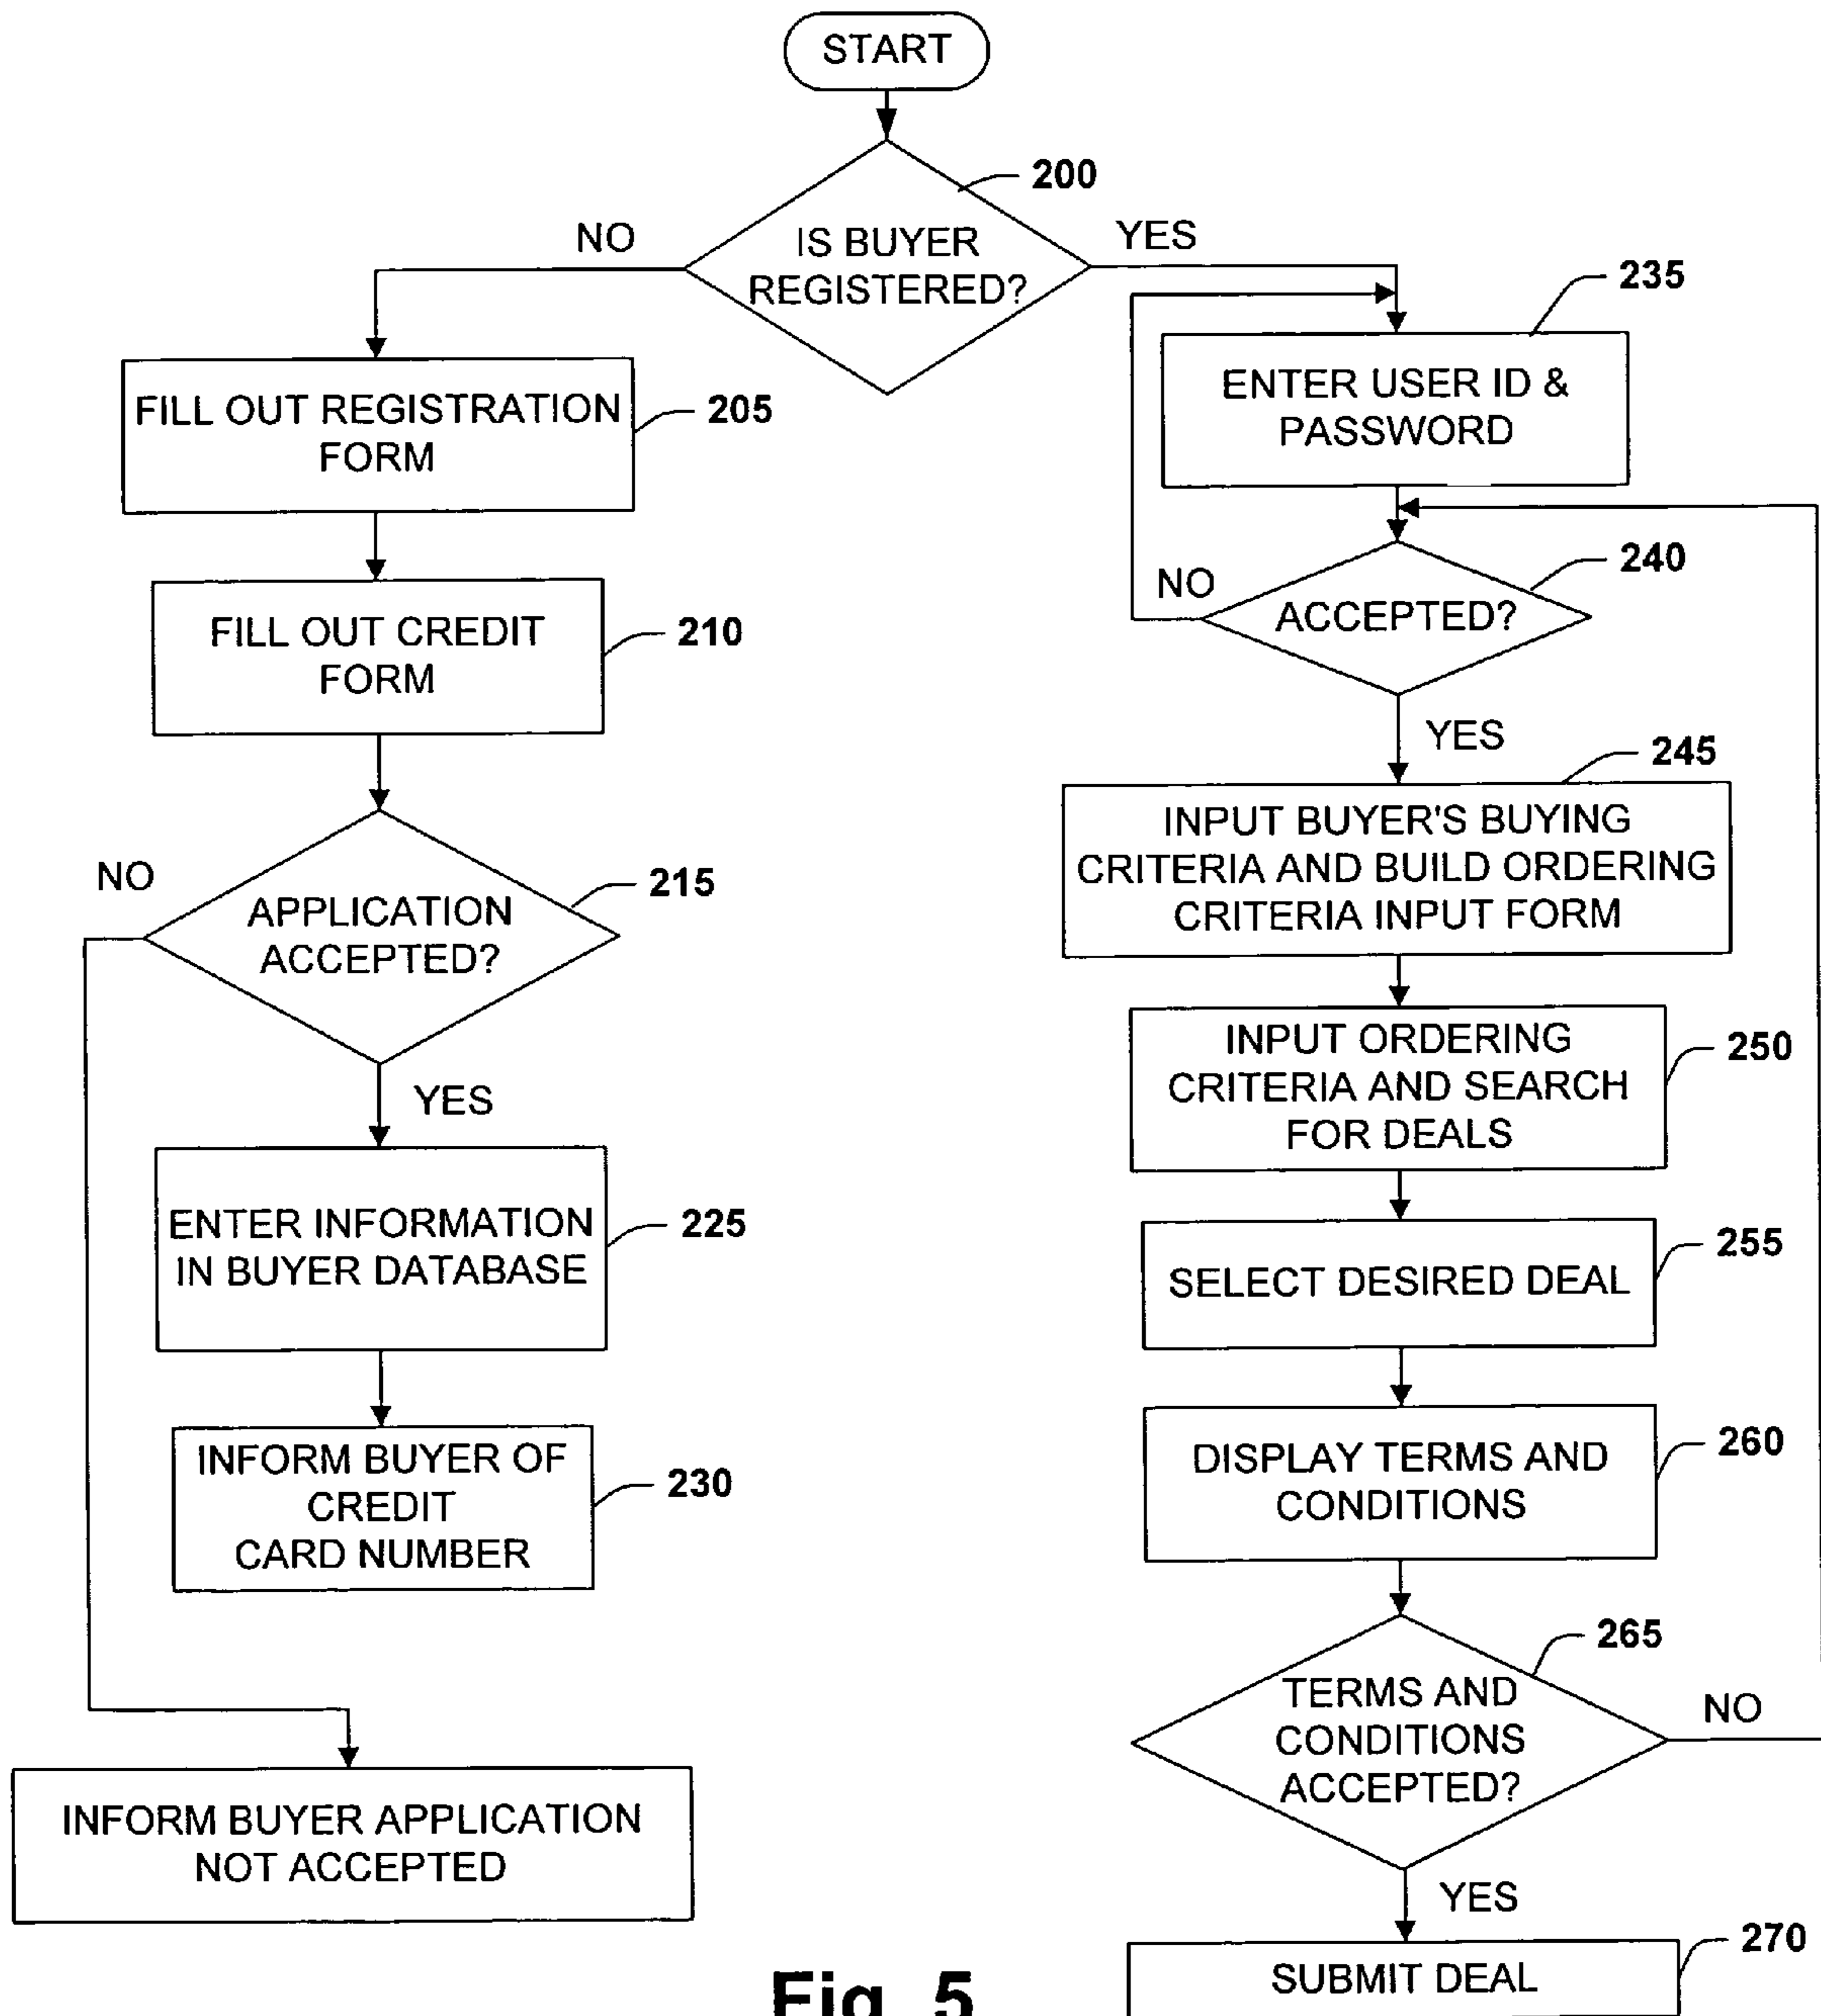 START
200
IS BUYER
REGISTERED?
NO
YES
FILL OUT REGISTRATION
FORM
205
FILL OUT CREDIT
FORM
210
APPLICATION
ACCEPTED?
215
NO
YES
ENTER INFORMATION
IN BUYER DATABASE
225
INFORM BUYER OF
CREDIT
CARD NUMBER
230
INFORM BUYER APPLICATION
NOT ACCEPTED
235
ENTER USER ID &
PASSWORD
240
NO
ACCEPTED?
YES
245
INPUT BUYER'S BUYING
CRITERIA AND BUILD ORDERING
CRITERIA INPUT FORM
INPUT ORDERING
CRITERIA AND SEARCH
FOR DEALS
250
SELECT DESIRED DEAL
255
DISPLAY TERMS AND
CONDITIONS
260
265
TERMS AND
CONDITIONS
ACCEPTED?
NO
YES
SUBMIT DEAL
270
Fig. 5